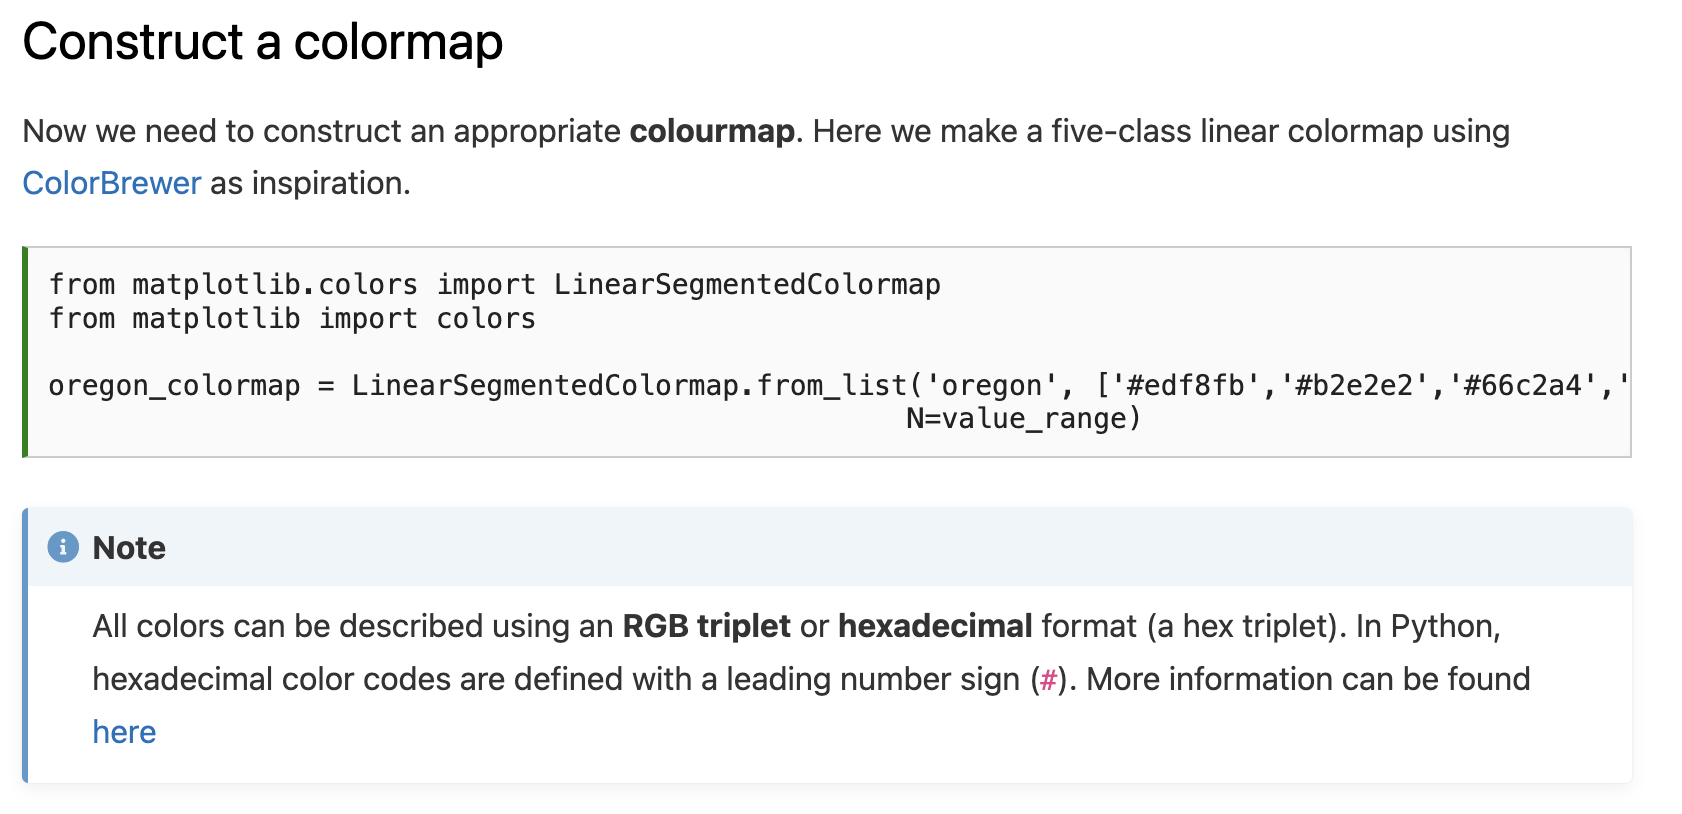 Construct a colormap
Now we need to construct an appropriate colourmap. Here we make a five-class linear colormap using
ColorBrewer as inspiration.
from matplotlib.colors import LinearSegmentedColormap
from matplotlib import colors
oregon_colormap = LinearSegmentedColormap.from_list('oregon', ['#edf8fb','#b2e2e2','#66c2a4','
N=value_range)
Note
All colors can be described using an RGB triplet or hexadecimal format (a hex triplet). In Python,
hexadecimal color codes are defined with a leading number sign (#). More information can be found
here